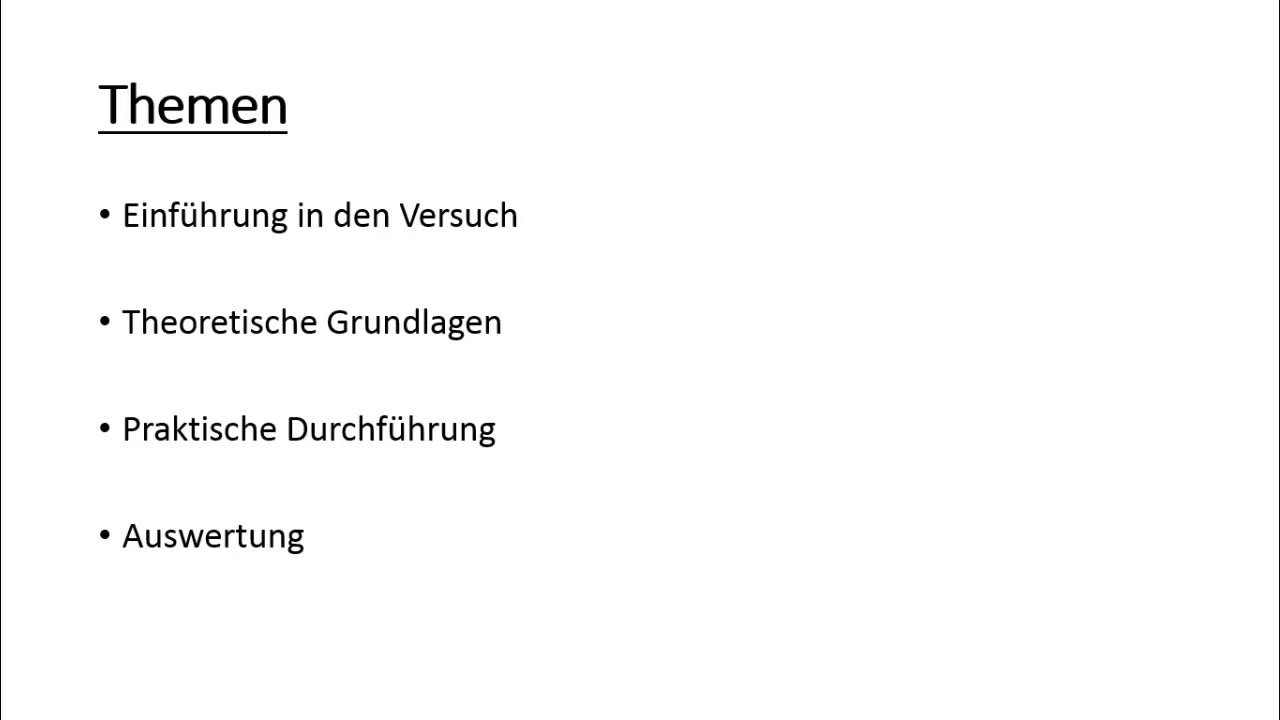 Themen
• Einführung in den Versuch
• Theoretische Grundlagen
• Praktische Durchführung
• Auswertung